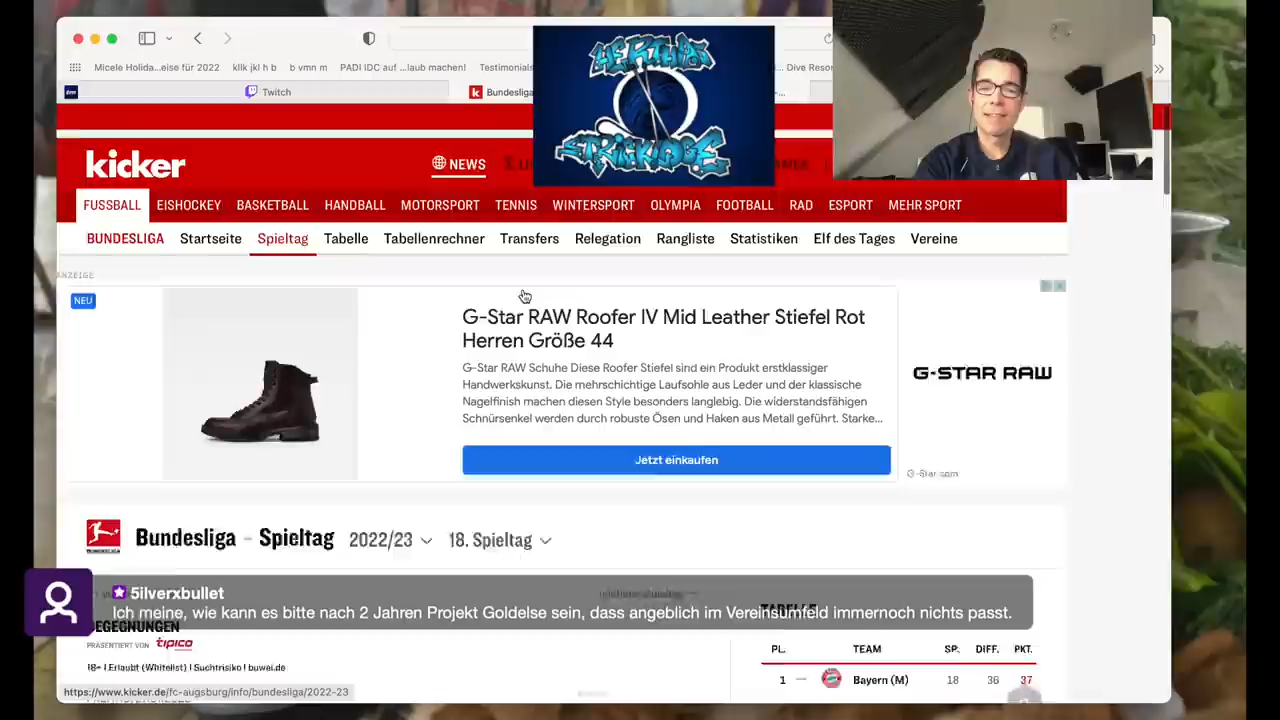 Micele Holida...eise für 2022 klik jkl h b b vmn m PADI IDC auf ...laub machen! Testimonials Dive Resor
Twitch
Bundeslig
HERTHAS
STRICKLIESE
kicker
NEWS
FUSSBALL EISHOCKEY BASKETBALL HANDBALL MOTORSPORT TENNIS WINTERSPORT OLYMPIA FOOTBALL RAD ESPORT MEHR SPORT
BUNDESLIGA Startseite Spieltag Tabelle Tabellenrechner Transfers Relegation Rangliste Statistiken Elf des Tages Vereine
ANZEIGE
NEU
G-Star RAW Roofer IV Mid Leather Stiefel Rot
Herren Größe 44
G-Star RAW Schuhe Diese Roofer Stiefel sind ein Produkt erstklassiger
Handwerkskunst. Die mehrschichtige Laufsohle aus Leder und der klassische
Nagelfinish machen diesen Style besonders langlebig. Die widerstandsfähigen
Schnürsenkel werden durch robuste Ösen und Haken aus Metall geführt. Starke...
Jetzt einkaufen
G-STAR RAW
G-Star.com
Bundesliga - Spieltag 2022/23 18. Spieltag
5ilverxbullet
Ich meine, wie kann es bitte nach 2 Jahren Projekt Goldelse sein, dass angeblich im Vereinsumfeld immernoch nichts passt.
BEGEGNUNGEN
TABELLE
PRÄSENTIERT VON tipico
18+ | Erlaubt (Whitelist) | Suchtrisiko | buwei.de
PL. TEAM SP. DIFF. PKT.
1 — Bayern (M) 18 36 37
https://www.kicker.de/fc-augsburg/info/bundesliga/2022-23